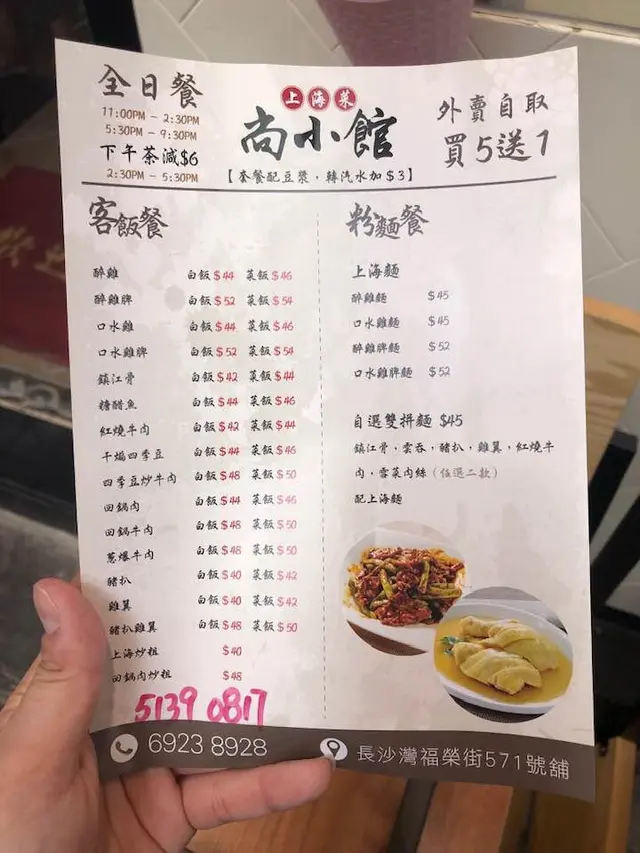 全日餐
11:00PM - 2:30PM
5:30PM - 9:30PM
下午茶減$6
2:30PM - 5:30PM
上海菜
尚小館
【套餐配豆漿,轉汽水加$3】
外賣自取
買5送1
客飯餐
醉雞 白飯$44 菜飯$46
醉雞脾 白飯$52 菜飯$54
口水雞 白飯$44 菜飯$46
口水雞脾 白飯$52 菜飯$54
鎮江骨 白飯$42 菜飯$44
糖醋魚 白飯$44 菜飯$46
紅燒牛肉 白飯$42 菜飯$44
干煸四季豆 白飯$44 菜飯$46
四季豆炒牛肉 白飯$48 菜飯$50
回鍋肉 白飯$44 菜飯$46
回鍋牛肉 白飯$48 菜飯$50
蔥爆牛肉 白飯$48 菜飯$50
豬扒 白飯$40 菜飯$42
雞翼 白飯$40 菜飯$42
豬扒雞翼 白飯$48 菜飯$50
上海炒粗 $40
回鍋肉炒粗 $48
粉麵餐
上海麵
醉雞麵 $45
口水雞麵 $45
醉雞脾麵 $52
口水雞脾麵 $52
自選雙拼麵 $45
鎮江骨,雲吞,豬扒,雞翼,紅燒牛
肉,雪菜肉絲(任選二款)
配上海麵
5139 0817
6923 8928
長沙灣福榮街571號舖